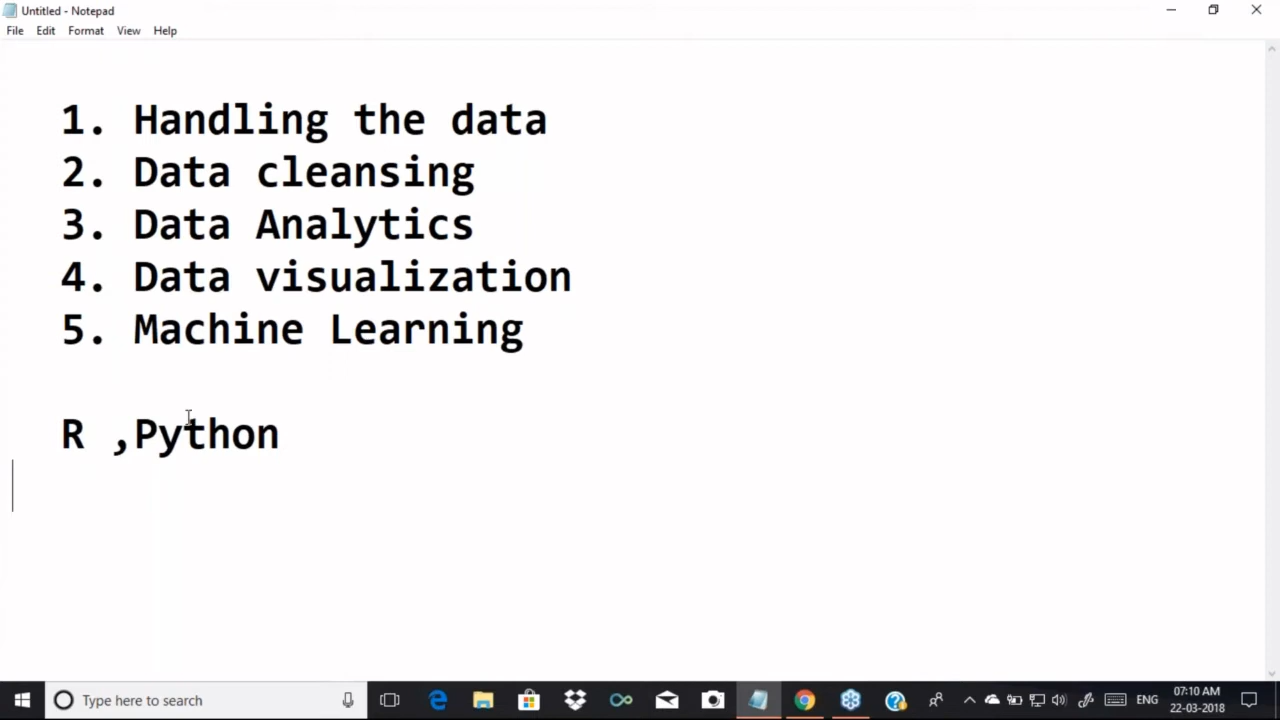 Untitled - Notepad
File Edit Format View Help
1. Handling the data
2. Data cleansing
3. Data Analytics
4. Data visualization
5. Machine Learning
R ,Python
Type here to search
ENG
07:10 AM
22-03-2018